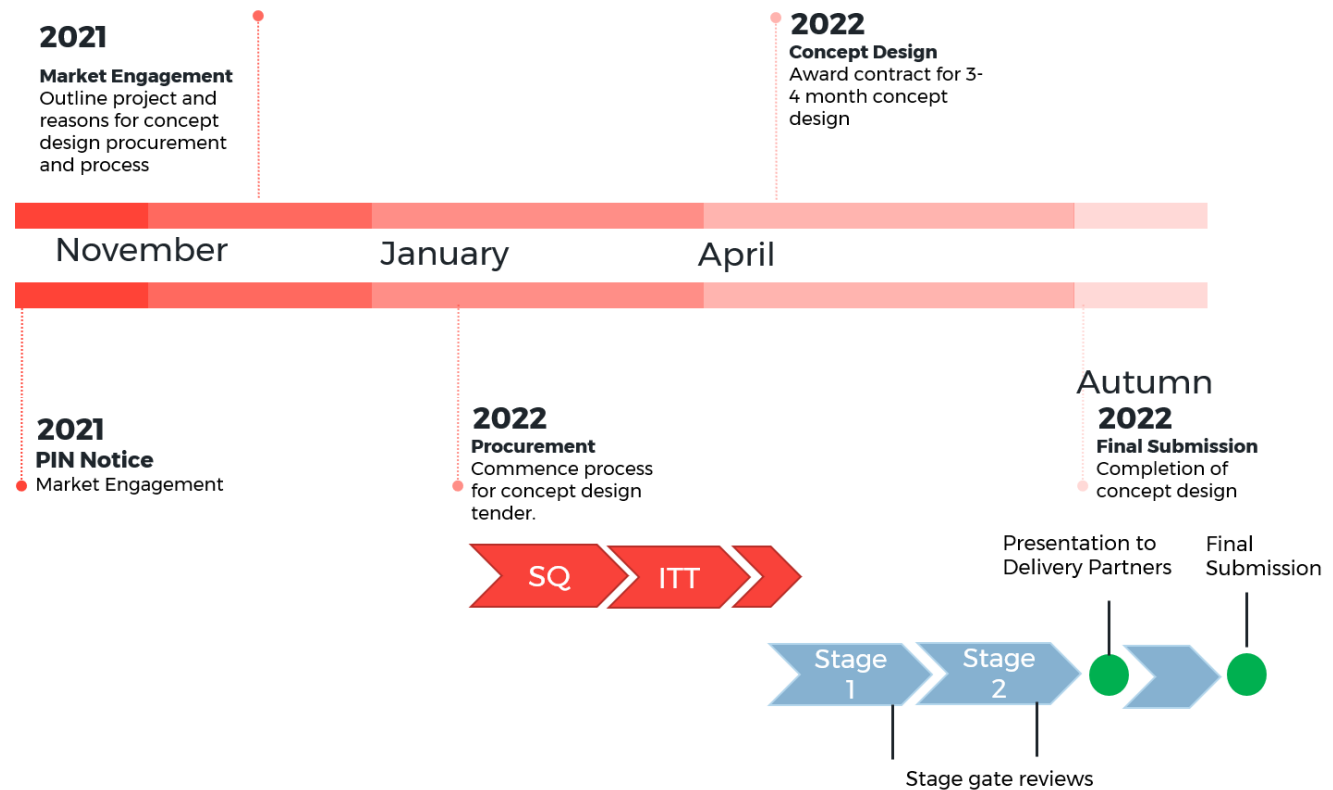 2021
Market Engagement
Outline project and
reasons for concept
design procurement
and process
2022
Concept Design
Award contract for 3-
4 month concept
design
November
January
April
Autumn
2021
PIN Notice
Market Engagement
2022
Procurement
Commence process
for concept design
tender.
2022
Final Submission
Completion of
concept design
SQ
ITT
Presentation to
Delivery Partners
Final
Submission
Stage
1
Stage
2
Stage gate reviews